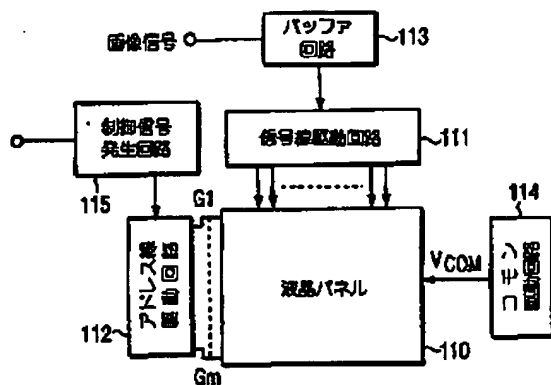 画像信号
バッファ
回路
113
制御信号
発生回路
115
信号線駆動回路
111
G1
アドレス線
駆動回路
112
Gm
液晶パネル
110
VCOM
114
コモン
駆動回路